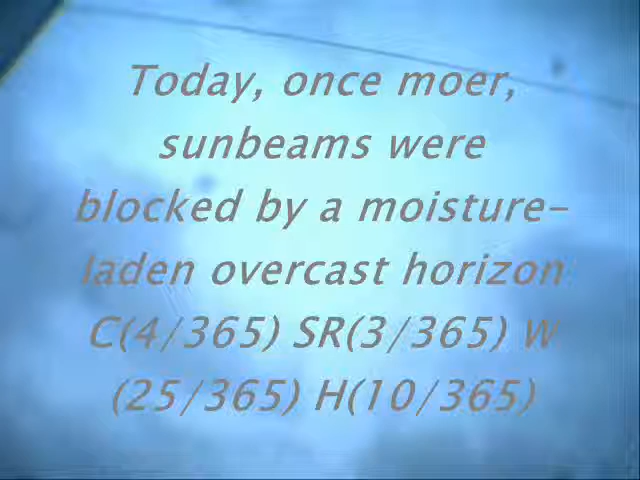 Today, once moer,
sunbeams were
blocked by a moisture-
laden overcast horizon
C(4/365) SR(3/365) W
(25/365) H(10/365)